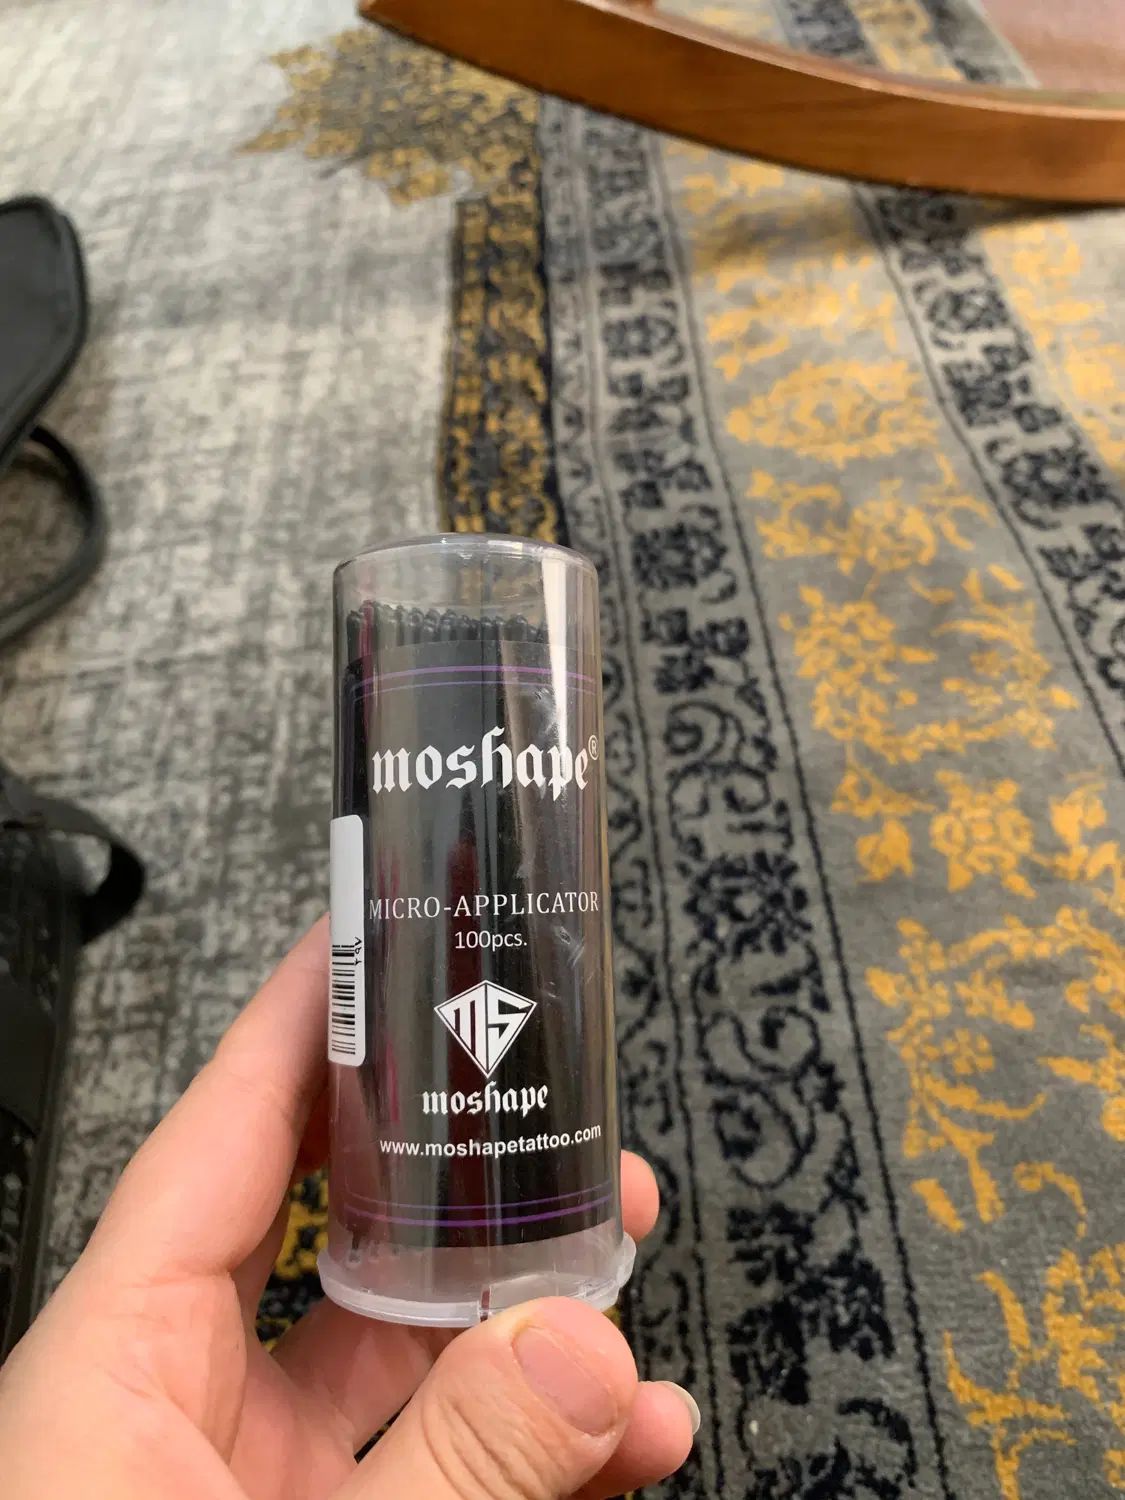 moshape®
MICRO-APPLICATOR
100pcs.
MS
moshape
www.moshapetattoo.com